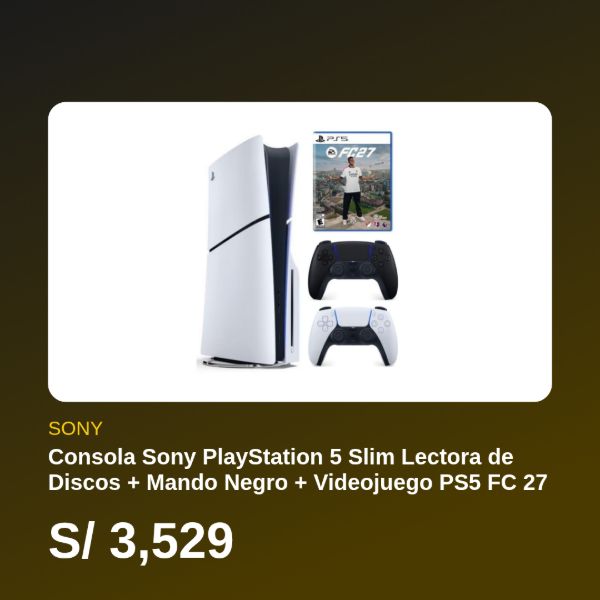 PS5
FC27
SONY
Consola Sony PlayStation 5 Slim Lectora de
Discos + Mando Negro + Videojuego PS5 FC 27
S/ 3,529